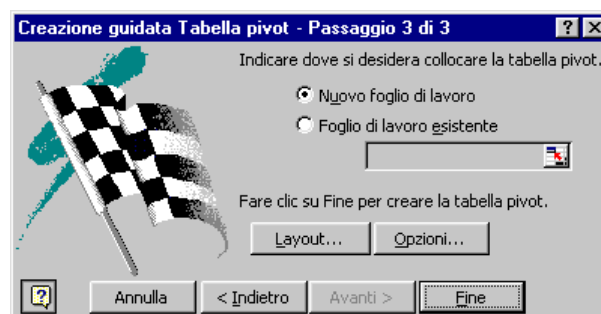 Creazione guidata Tabella pivot - Passaggio 3 di 3
Indicare dove si desidera collocare la tabella pivot.
Nuovo foglio di lavoro
Foglio di lavoro esistente
Fare clic su Fine per creare la tabella pivot.
Layout... Opzioni...
Annulla < Indietro Avanti > Fine